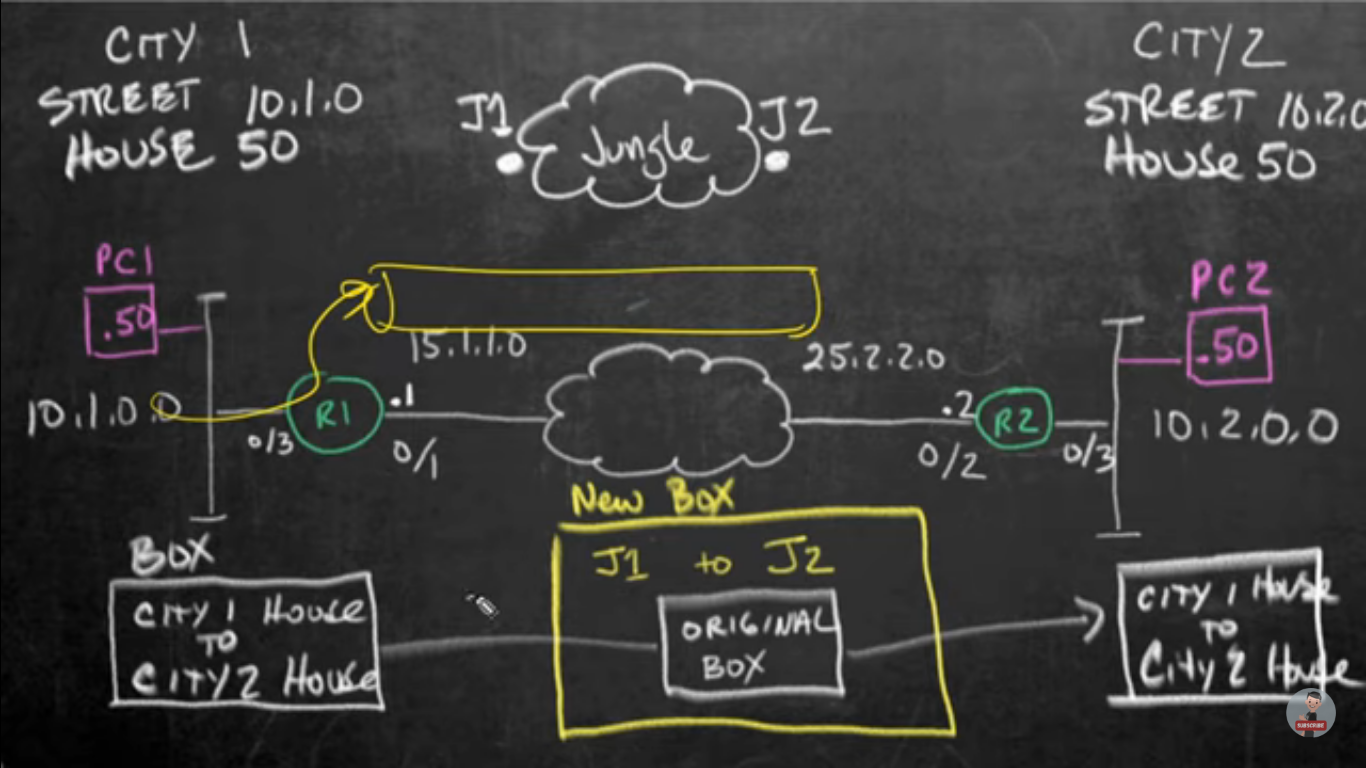 CITY 1
STREET 10.1.0
HOUSE 50
J1
Jungle
J2
CITY 2
STREET 10.2.0
HOUSE 50
PC1
.50
10.1.0.0
0/3
R1
.1
0/1
15.1.1.0
25.2.2.0
.2
0/2
R2
0/3
PC2
.50
10.2.0.0
BOX
CITY 1 House
TO
CITY 2 House
New BOX
J1 to J2
ORIGINAL
BOX
CITY 1 House
TO
City 2 House
SUBSCRIBE